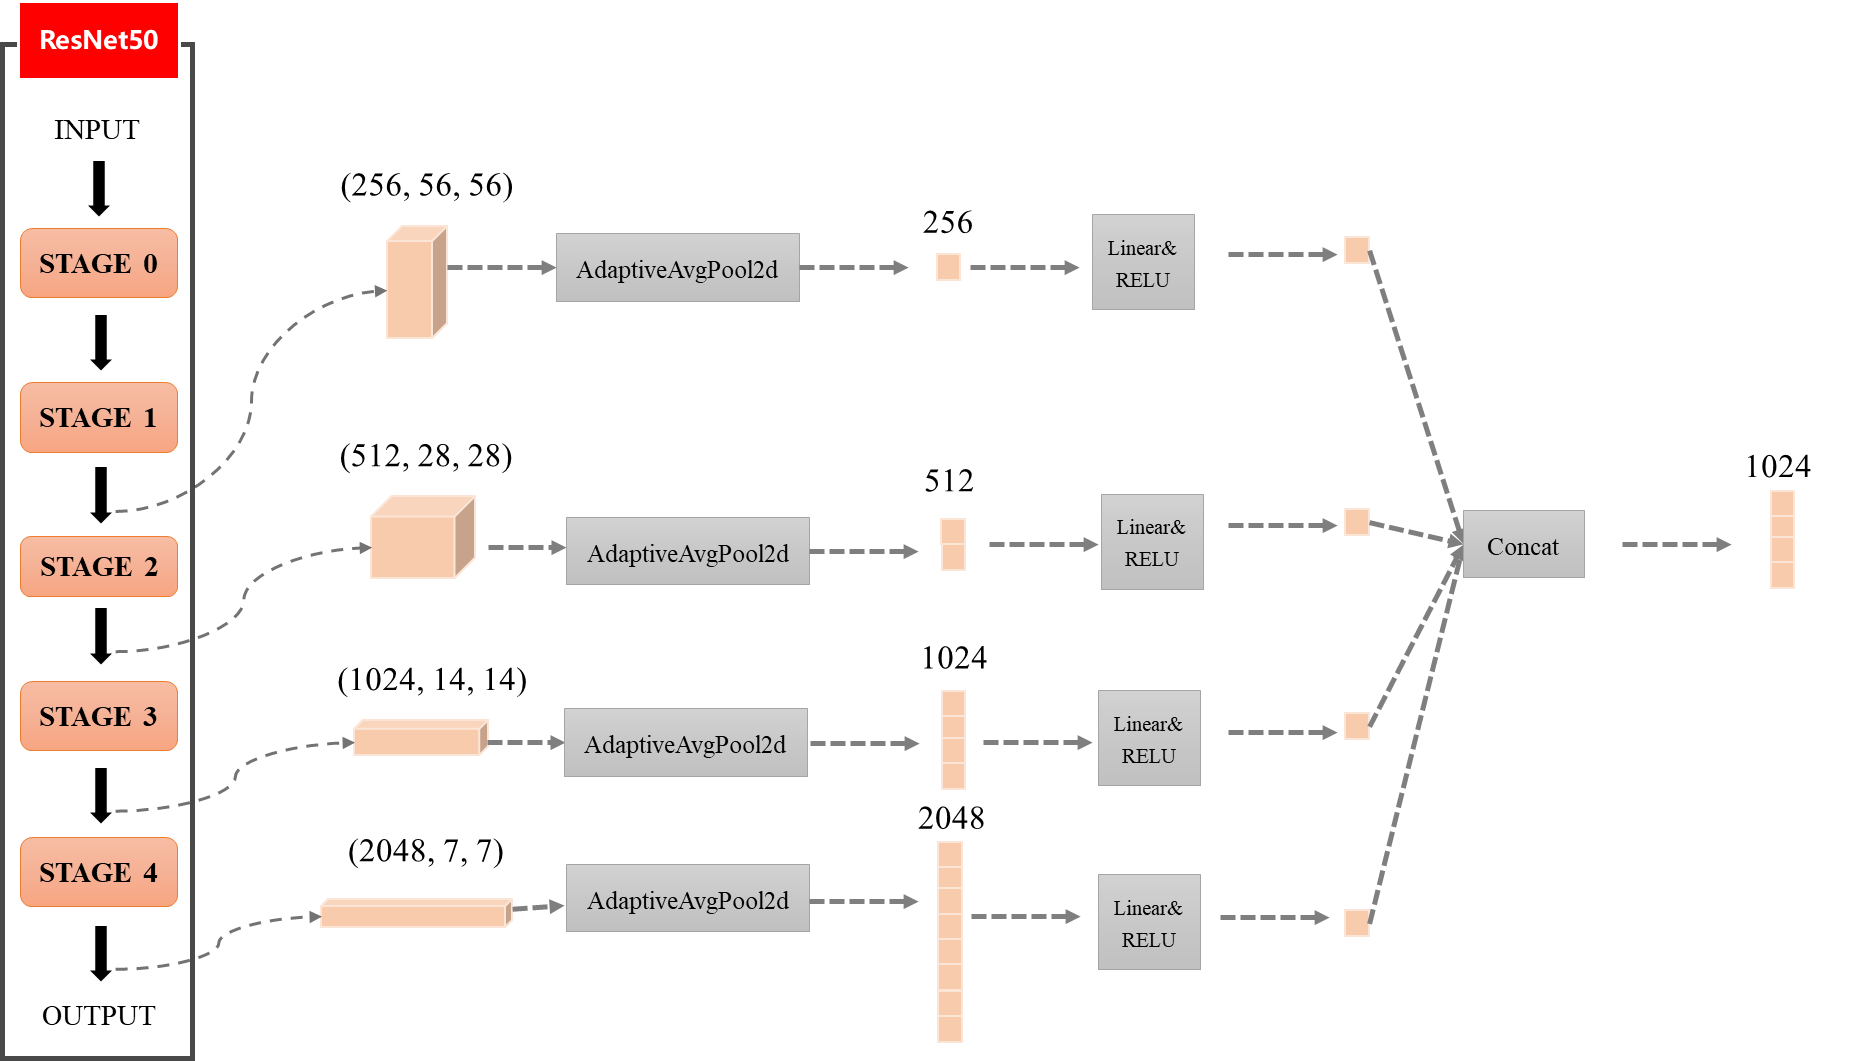 ResNet50
INPUT
STAGE 0
STAGE 1
STAGE 2
STAGE 3
STAGE 4
OUTPUT
(256, 56, 56)
AdaptiveAvgPool2d
256
Linear&
RELU
(512, 28, 28)
AdaptiveAvgPool2d
512
Linear&
RELU
(1024, 14, 14)
AdaptiveAvgPool2d
1024
Linear&
RELU
(2048, 7, 7)
AdaptiveAvgPool2d
2048
Linear&
RELU
Concat
1024